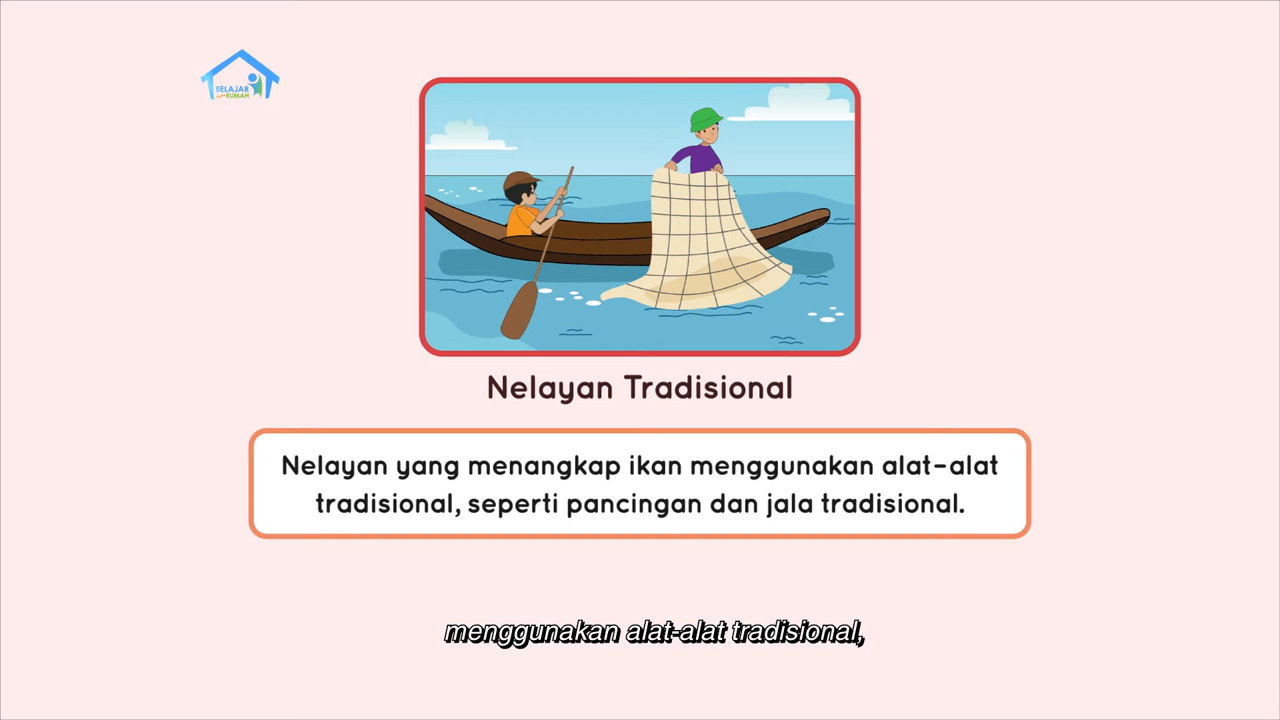 BELAJAR
RUMAH
Nelayan Tradisional
Nelayan yang menangkap ikan menggunakan alat-alat
tradisional, seperti pancingan dan jala tradisional.
menggunakan alat-alat tradisional,